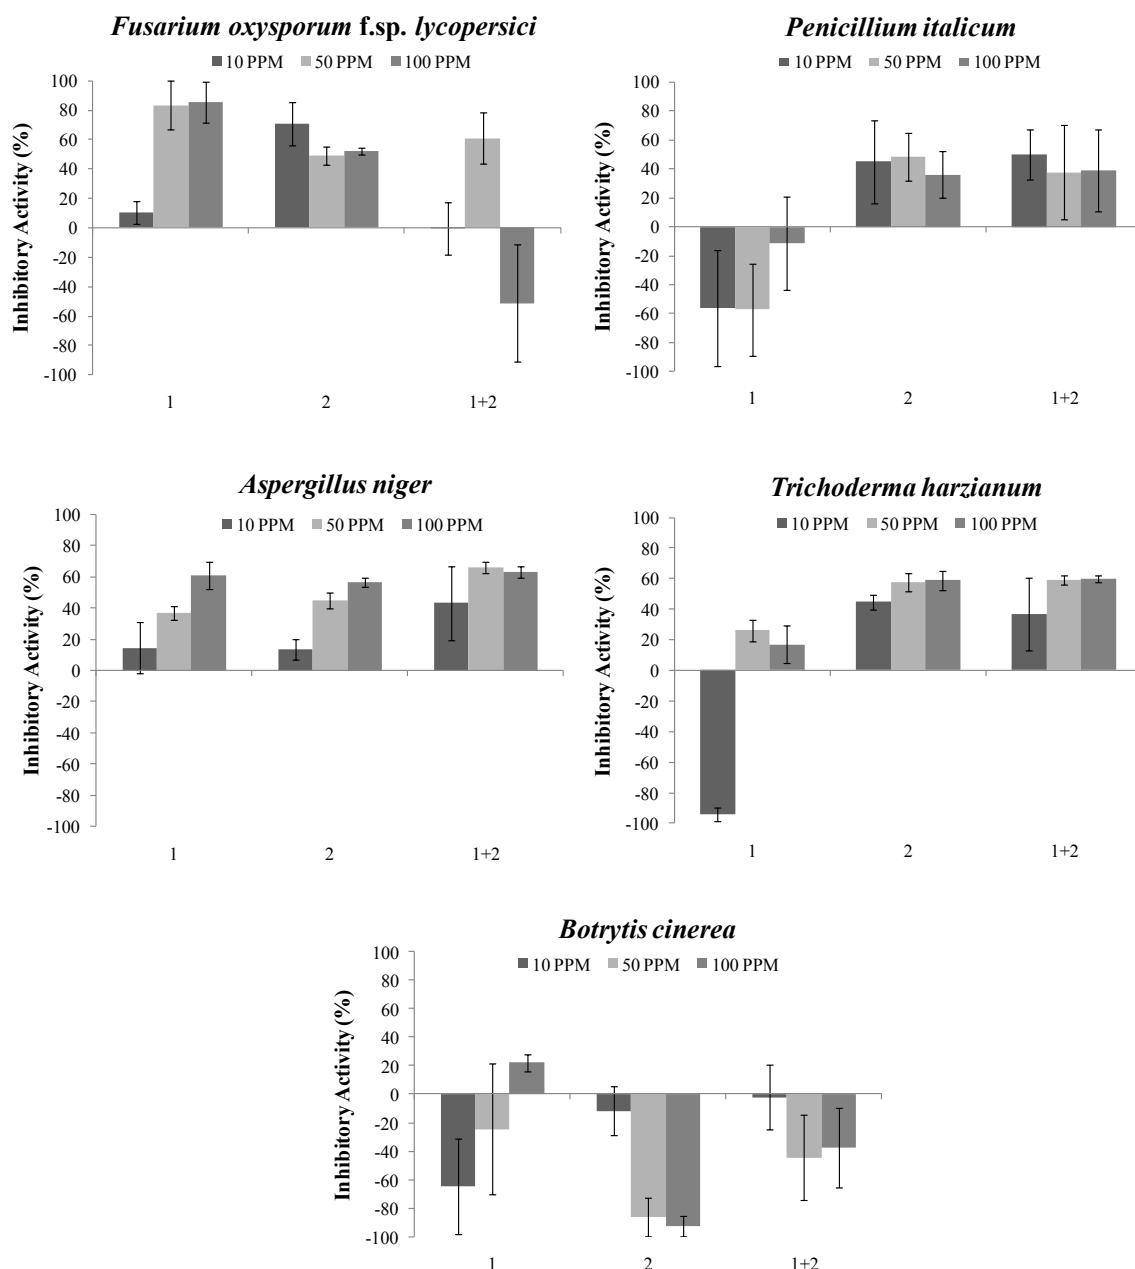 Fusarium oxysporum f.sp. lycopersici
10 PPM 50 PPM 100 PPM
Inhibitory Activity (%)
100
80
60
40
20
0
-20
-40
-60
-80
-100
1 2 1+2
Penicillium italicum
10 PPM 50 PPM 100 PPM
Inhibitory Activity (%)
100
80
60
40
20
0
-20
-40
-60
-80
-100
1 2 1+2
Aspergillus niger
10 PPM 50 PPM 100 PPM
Inhibitory Activity (%)
100
80
60
40
20
0
-20
-40
-60
-80
-100
1 2 1+2
Trichoderma harzianum
10 PPM 50 PPM 100 PPM
Inhibitory Activity (%)
100
80
60
40
20
0
-20
-40
-60
-80
-100
1 2 1+2
Botrytis cinerea
10 PPM 50 PPM 100 PPM
Inhibitory Activity (%)
100
80
60
40
20
0
-20
-40
-60
-80
-100
1 2 1+2